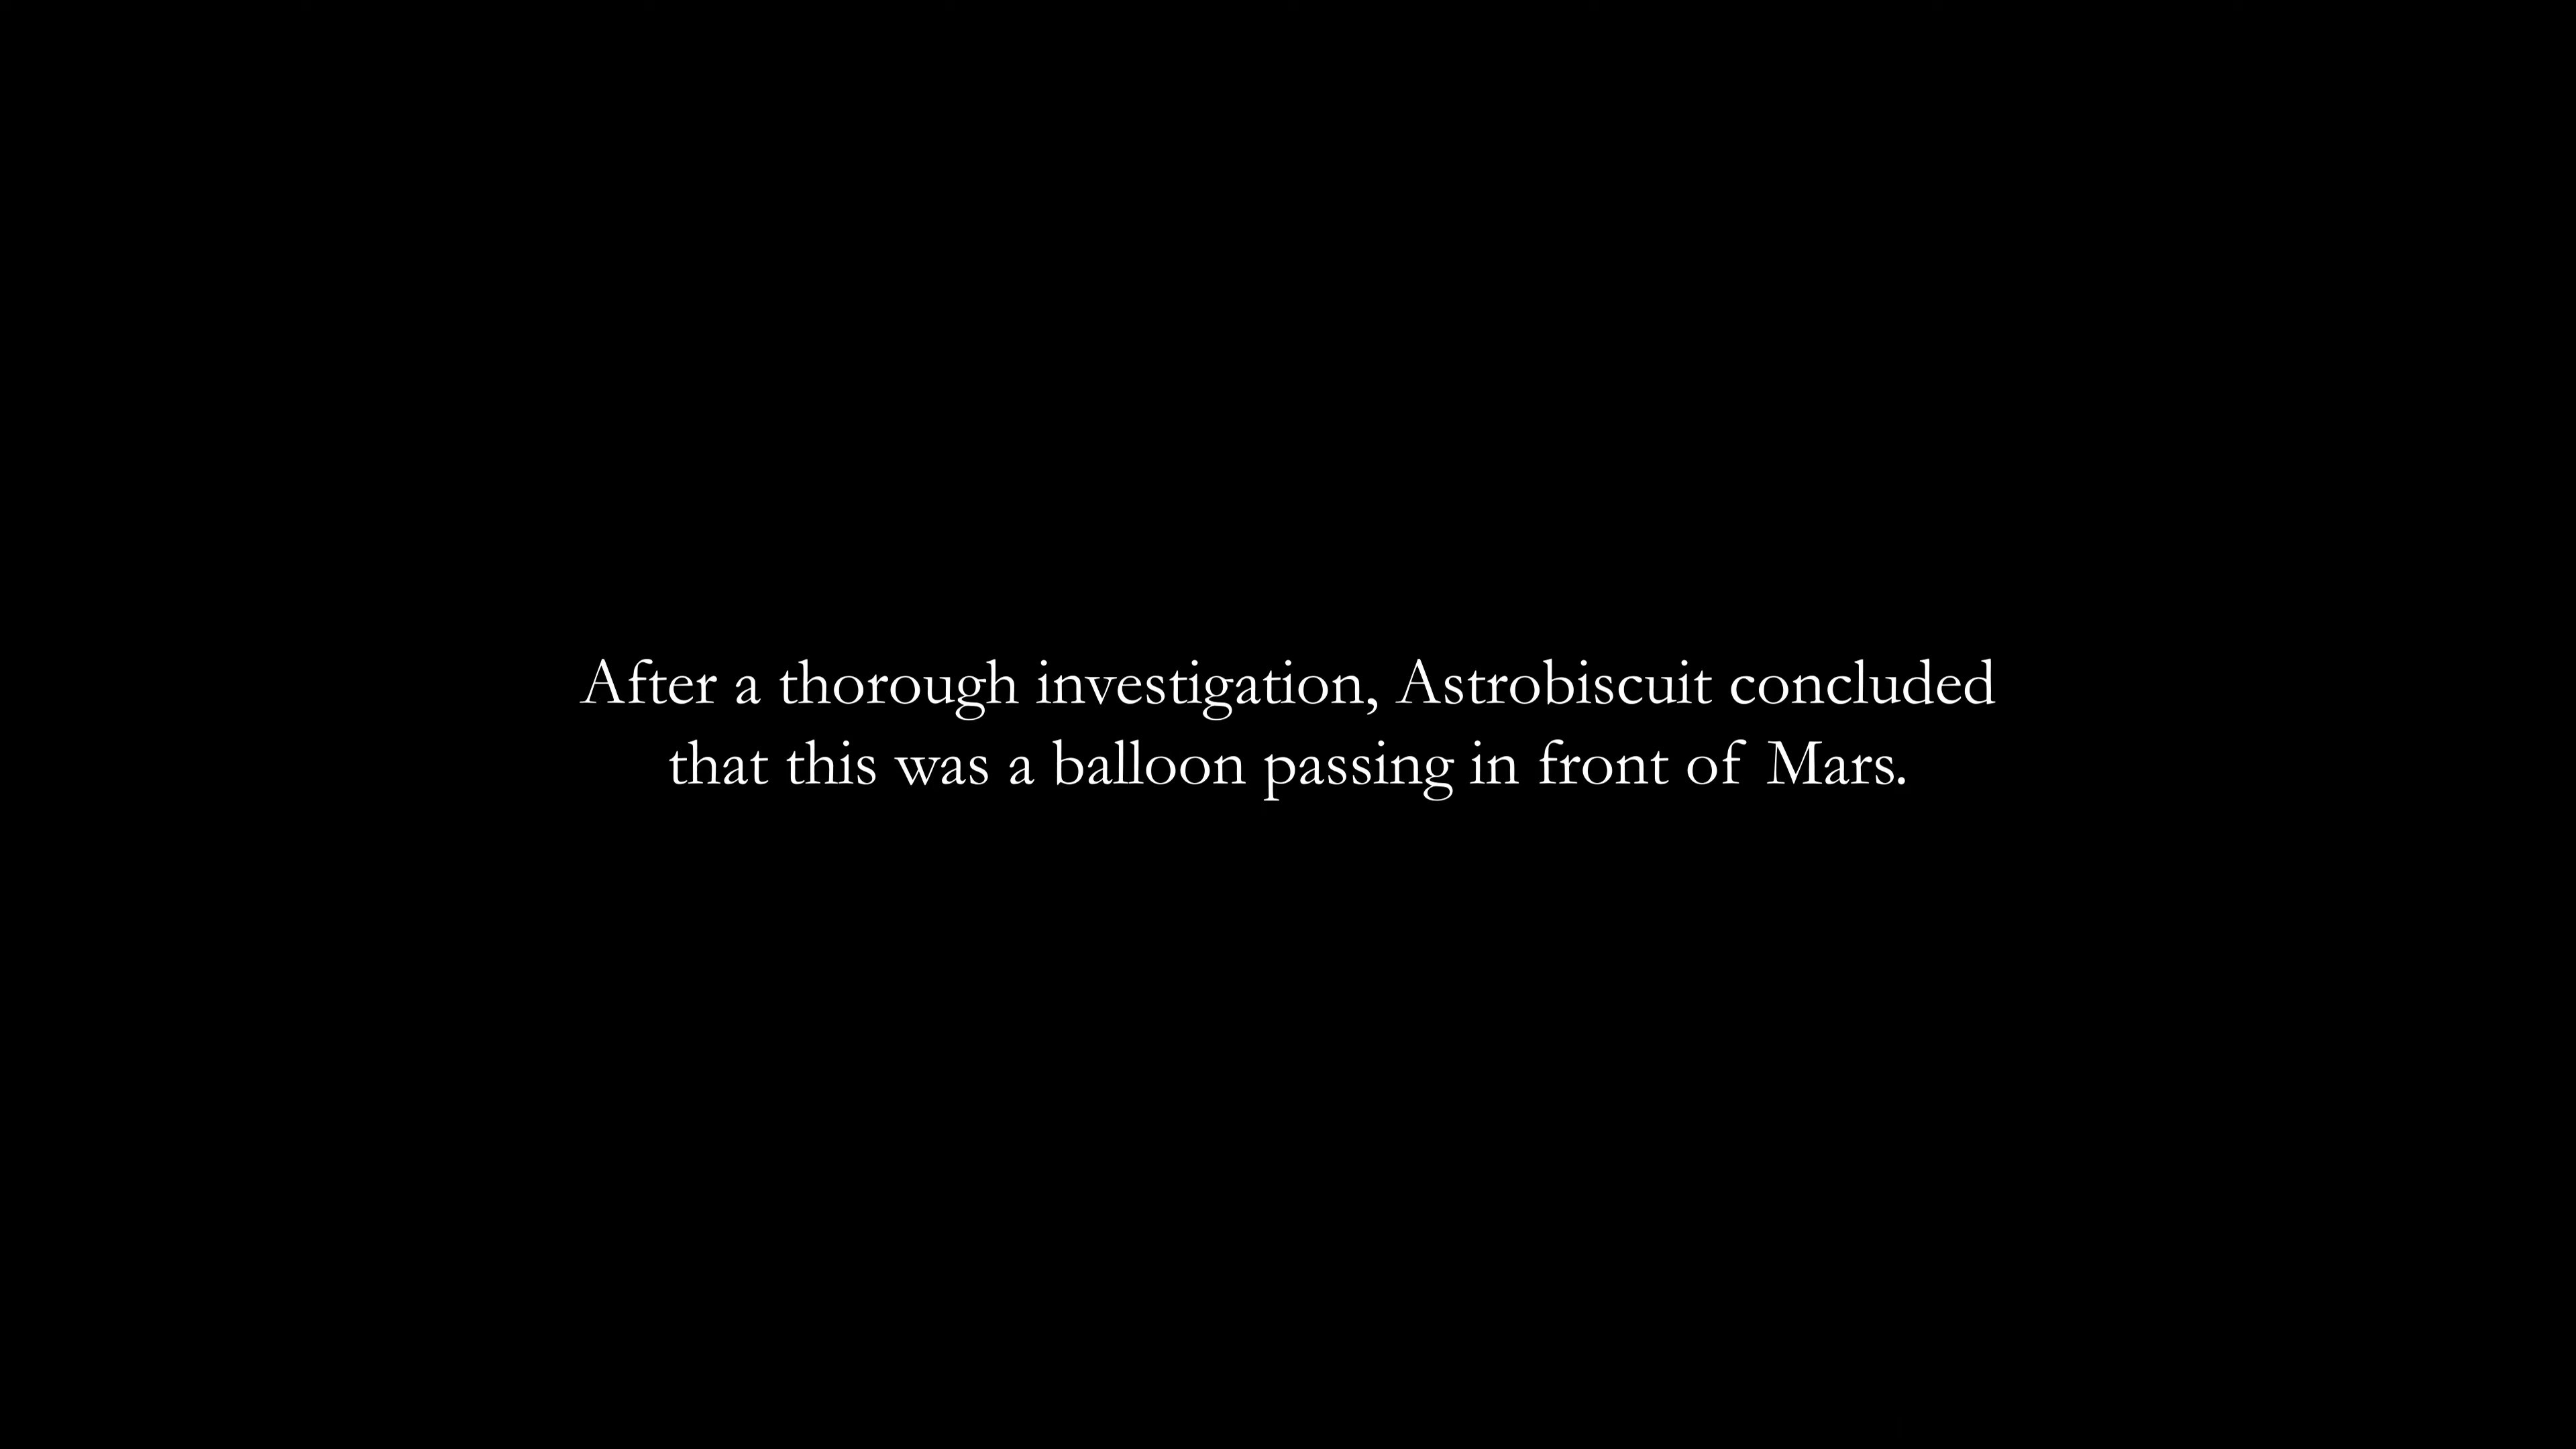 After a thorough investigation, Astrobiscuit concluded
that this was a balloon passing in front of Mars.